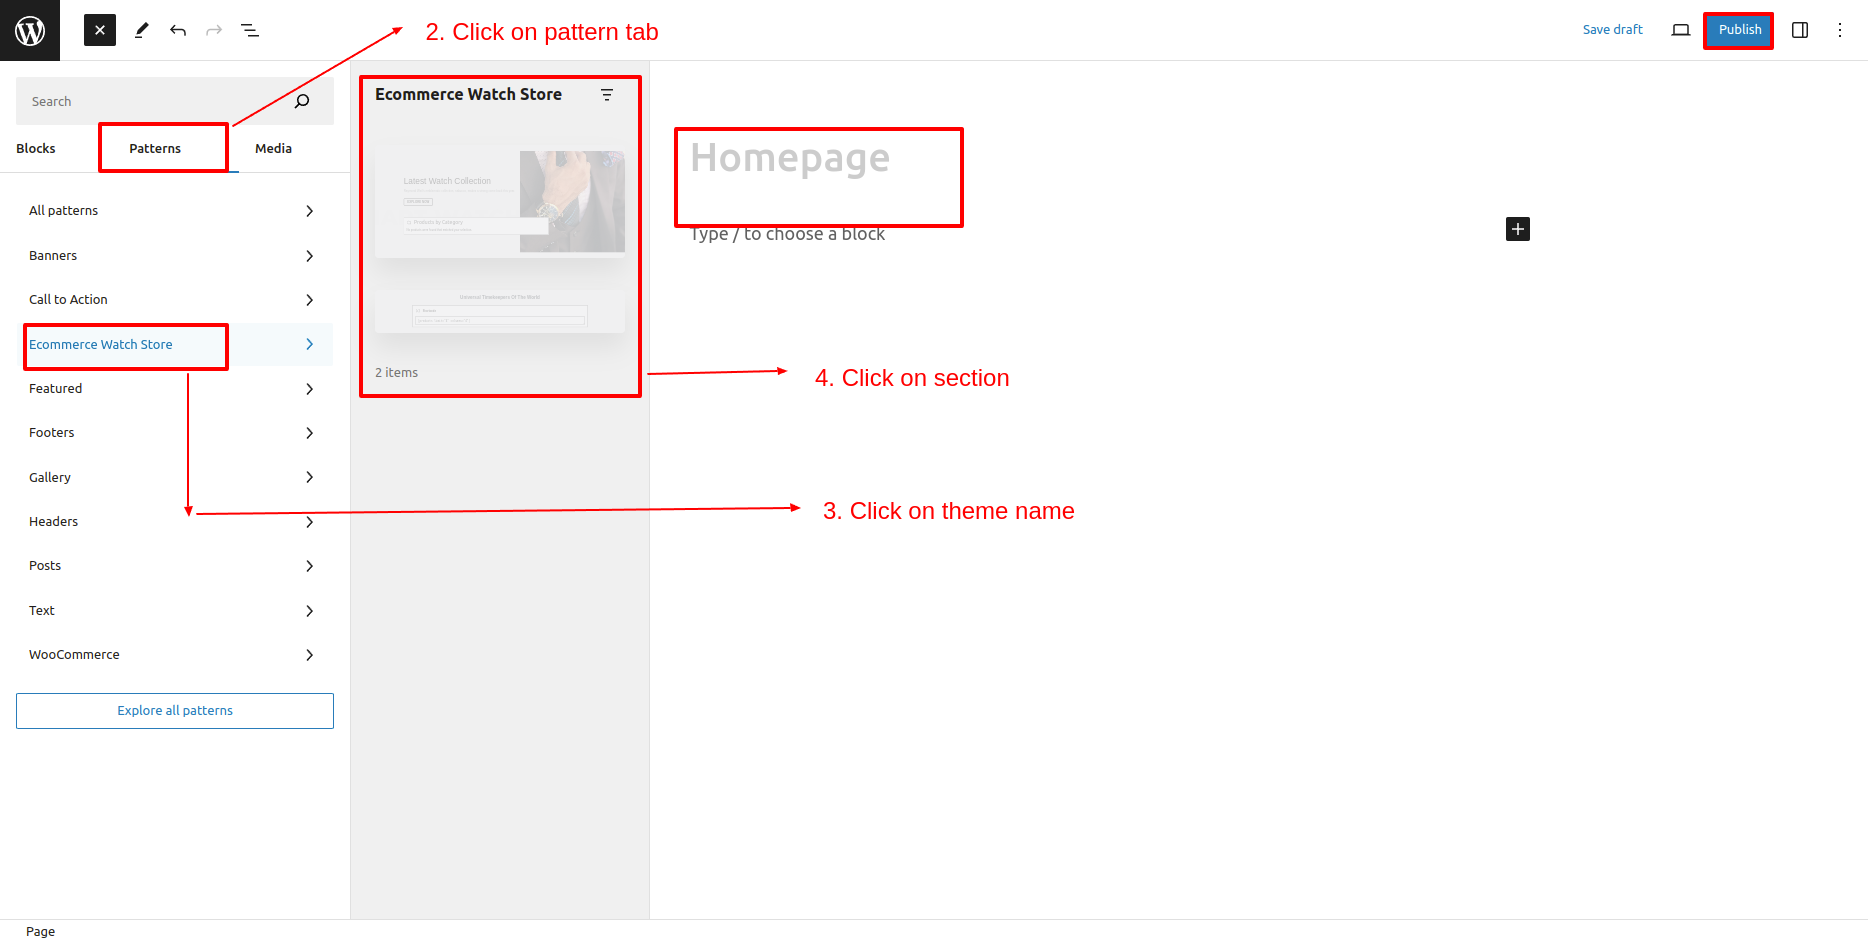 2. Click on pattern tab
Save draft
Publish
Search
Ecommerce Watch Store
Blocks
Patterns
Media
Homepage
Latest Watch Collection
Products by Category
All patterns
Type / to choose a block
Banners
Call to Action
Universal Timekeepers Of The World
Ecommerce Watch Store
2 items
4. Click on section
Featured
Footers
Gallery
3. Click on theme name
Headers
Posts
Text
WooCommerce
Explore all patterns
Page